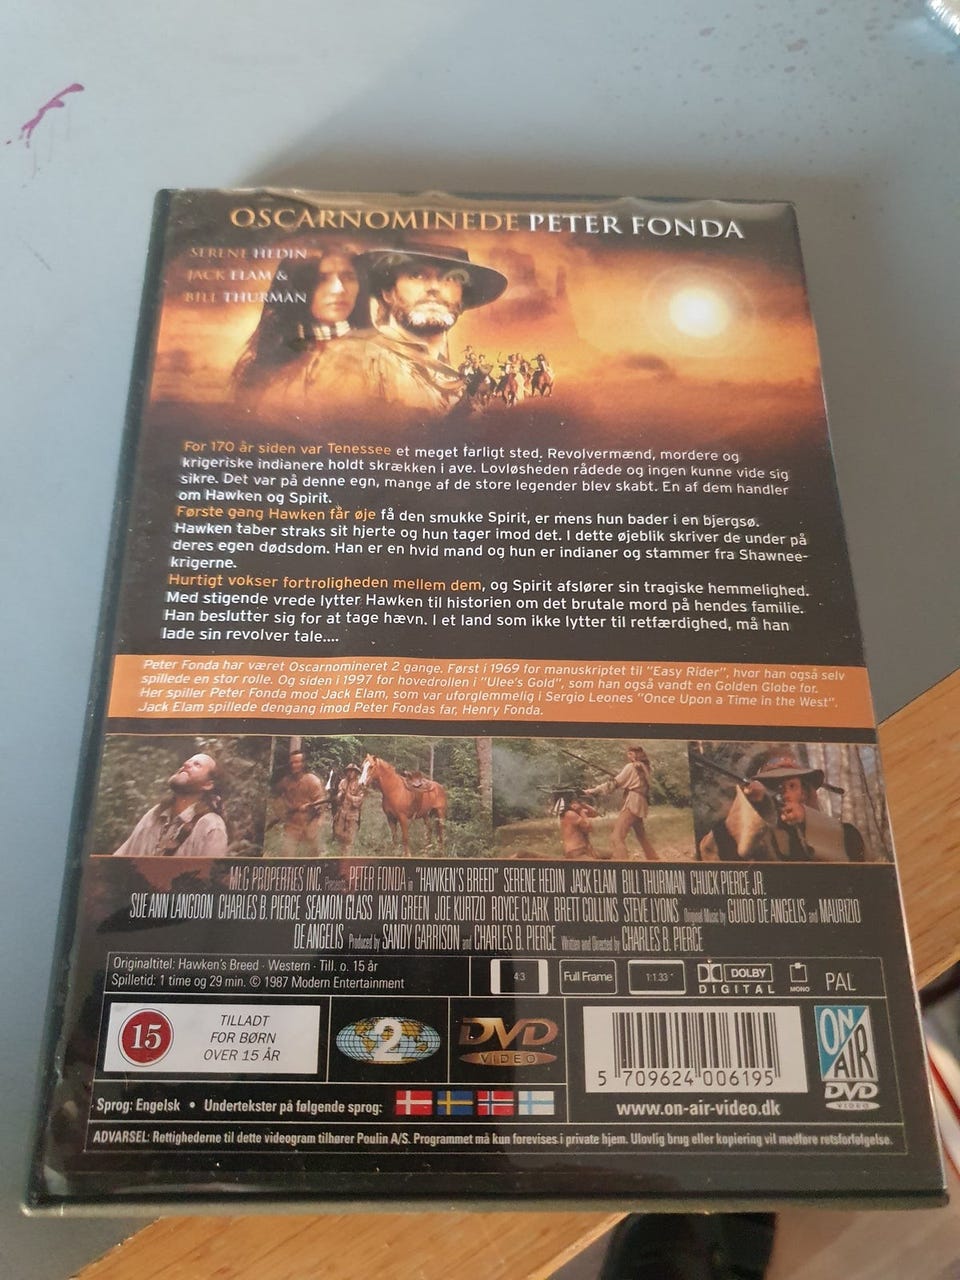 OSCARNOMINEDE PETER FONDA
SERENE HEDIN
JACK ELAM &
BILL THURMAN
For 170 år siden var Tenessee et meget farligt sted. Revolvermænd, mordere og
krigeriske indianere holdt skrækken i ave. Lovløsheden rådede og ingen kunne vide sig
sikre. Det var på denne egn, mange af de store legender blev skabt. En af dem handler
om Hawken og Spirit.
Første gang Hawken får øje få den smukke Spirit, er mens hun bader i en bjergsø.
Hawken taber straks sit hjerte og hun tager imod det. I dette øjeblik skriver de under på
deres egen dødsdom. Han er en hvid mand og hun er indianer og stammer fra Shawnee-
krigerne.
Hurtigt vokser fortroligheden mellem dem, og Spirit afslører sin tragiske hemmelighed.
Med stigende vrede lytter Hawken til historien om det brutale mord på hendes familie.
Han beslutter sig for at tage hævn. I et land som ikke lytter til retfærdighed, må han
lade sin revolver tale....
Peter Fonda har været Oscarnomineret 2 gange. Først i 1969 for manuskriptet til "Easy Rider", hvor han også selv
spillede en stor rolle. Og siden i 1997 for hovedrollen i "Ulee's Gold", som han også vandt en Golden Globe for.
Her spiller Peter Fonda mod Jack Elam, som var uforglemmelig i Sergio Leones "Once Upon a Time in the West".
Jack Elam spillede dengang imod Peter Fondas far, Henry Fonda.
MLG PROPERTIES INC. Presents PETER FONDA in "HAWKEN'S BREED" SERENE HEDIN JACK ELAM BILL THURMAN CHUCK PIERCE JR.
SUE ANN LANGDON CHARLES B. PIERCE SEAMON GLASS IVAN GREEN JOE KURTZO ROYCE CLARK BRETT COLLINS STEVE LYONS Original Music by GUIDO DE ANGELIS and MAURIZIO
DE ANGELIS Produced by SANDY GARRISON and CHARLES B. PIERCE Written and Directed by CHARLES B. PIERCE
Originaltitel: Hawken's Breed · Western · Till. o. 15 år
Spilletid: 1 time og 29 min. © 1987 Modern Entertainment
4:3
Full Frame
1:1.33
DOLBY
DIGITAL
MONO
PAL
15
TILLADT
FOR BØRN
OVER 15 ÅR
2
DVD
VIDEO
5 709624 006195
ON
AIR
DVD
VIDEO
Sprog: Engelsk • Undertekster på følgende sprog:
www.on-air-video.dk
ADVARSEL: Rettighederne til dette videogram tilhører Poulin A/S. Programmet må kun forevises i private hjem. Ulovlig brug eller kopiering vil medføre retsforfølgelse.